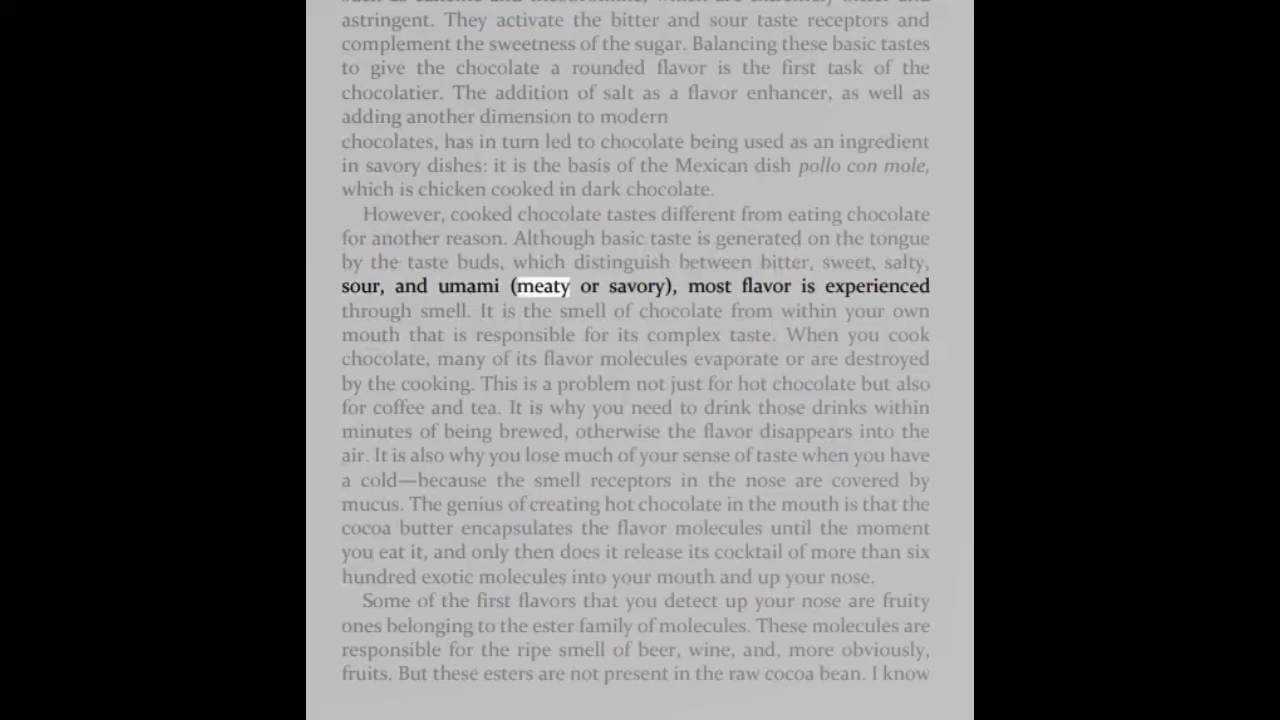 such as caffeine and theobromine, which are extremely bitter and
astringent. They activate the bitter and sour taste receptors and
complement the sweetness of the sugar. Balancing these basic tastes
to give the chocolate a rounded flavor is the first task of the
chocolatier. The addition of salt as a flavor enhancer, as well as
adding another dimension to modern
chocolates, has in turn led to chocolate being used as an ingredient
in savory dishes: it is the basis of the Mexican dish pollo con mole,
which is chicken cooked in dark chocolate.
However, cooked chocolate tastes different from eating chocolate
for another reason. Although basic taste is generated on the tongue
by the taste buds, which distinguish between bitter, sweet, salty,
sour, and umami (meaty or savory), most flavor is experienced
through smell. It is the smell of chocolate from within your own
mouth that is responsible for its complex taste. When you cook
chocolate, many of its flavor molecules evaporate or are destroyed
by the cooking. This is a problem not just for hot chocolate but also
for coffee and tea. It is why you need to drink those drinks within
minutes of being brewed, otherwise the flavor disappears into the
air. It is also why you lose much of your sense of taste when you have
a cold—because the smell receptors in the nose are covered by
mucus. The genius of creating hot chocolate in the mouth is that the
cocoa butter encapsulates the flavor molecules until the moment
you eat it, and only then does it release its cocktail of more than six
hundred exotic molecules into your mouth and up your nose.
Some of the first flavors that you detect up your nose are fruity
ones belonging to the ester family of molecules. These molecules are
responsible for the ripe smell of beer, wine, and, more obviously,
fruits. But these esters are not present in the raw cocoa bean. I know